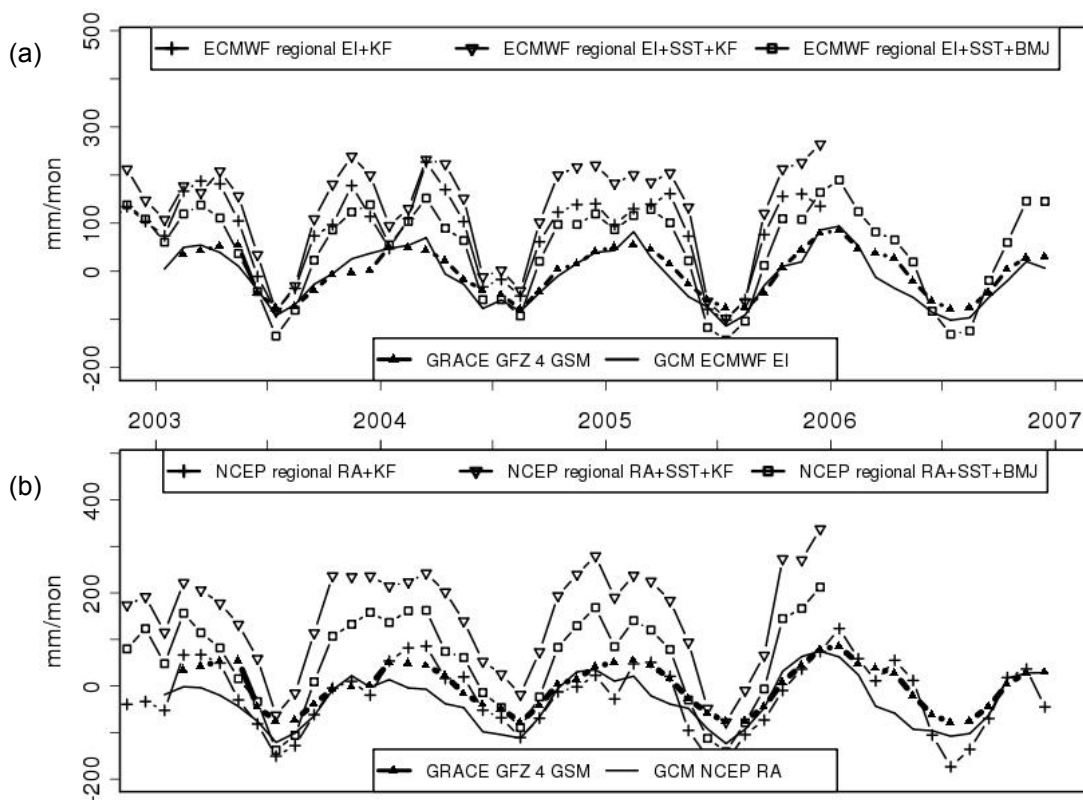 (a)
500
300
100
0
-200
mm/mon
ECMWF regional EI+KF ECMWF regional EI+SST+KF ECMWF regional EI+SST+BMJ
GRACE GFZ 4 GSM GCM ECMWF EI
2003 2004 2005 2006 2007
(b)
400
200
0
-200
mm/mon
NCEP regional RA+KF NCEP regional RA+SST+KF NCEP regional RA+SST+BMJ
GRACE GFZ 4 GSM GCM NCEP RA